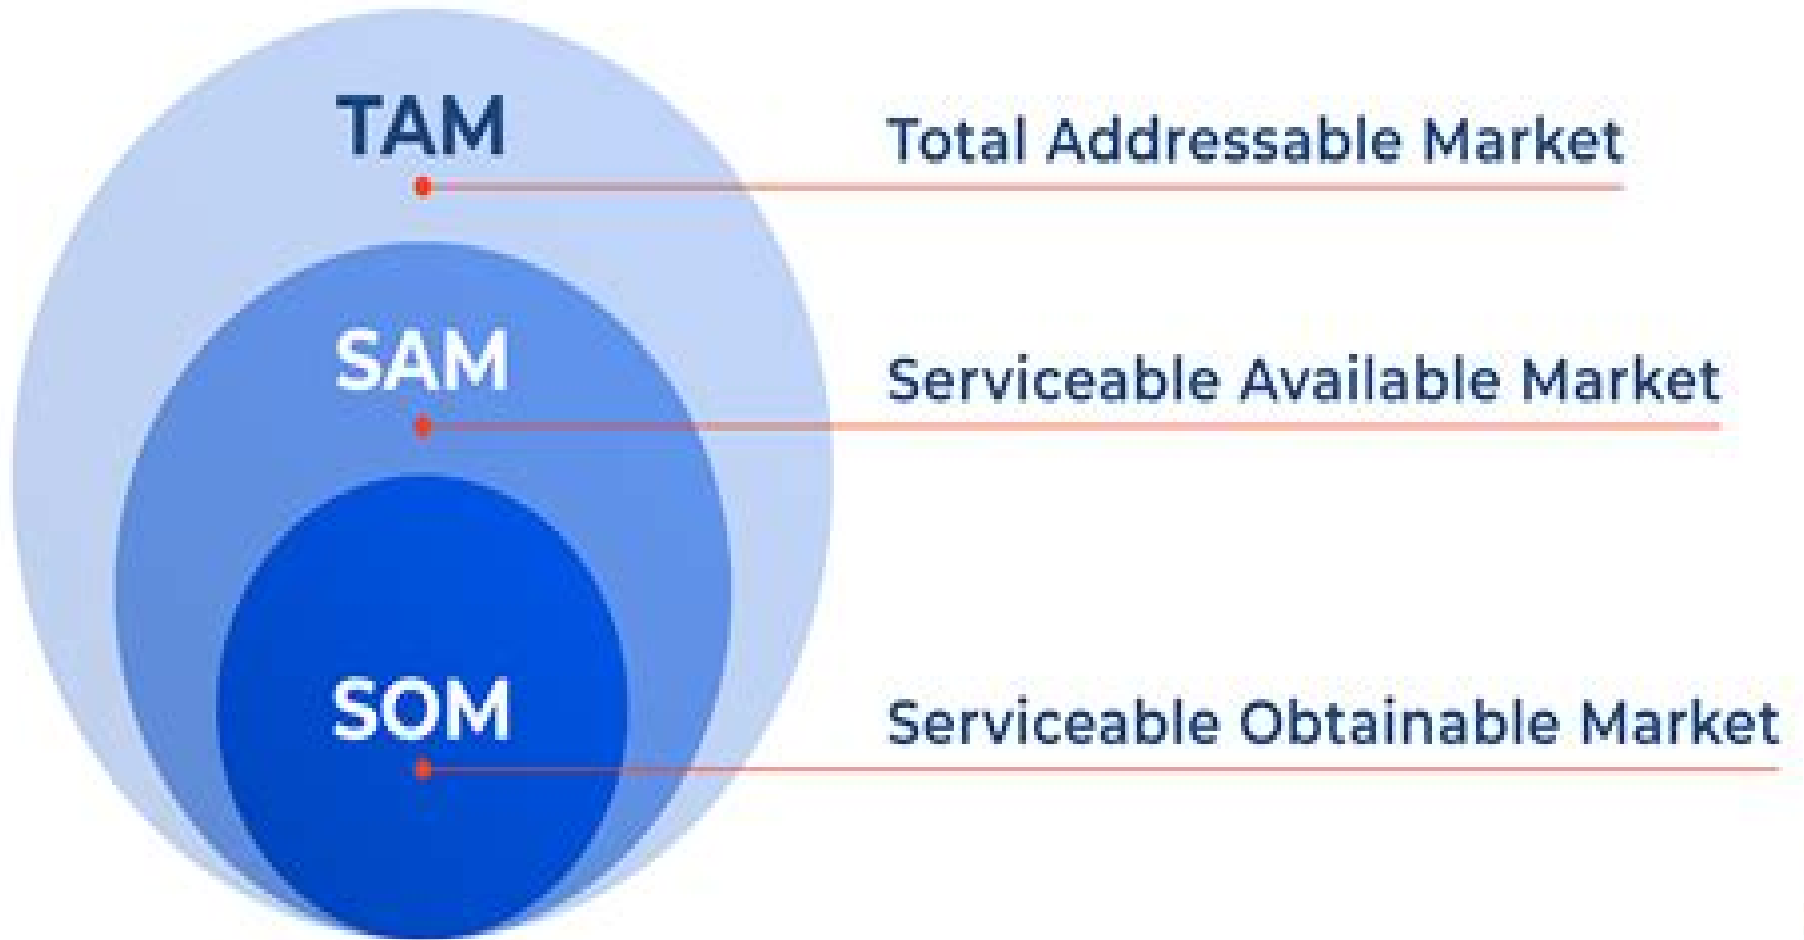 TAM
Total Addressable Market
SAM
Serviceable Available Market
SOM
Serviceable Obtainable Market